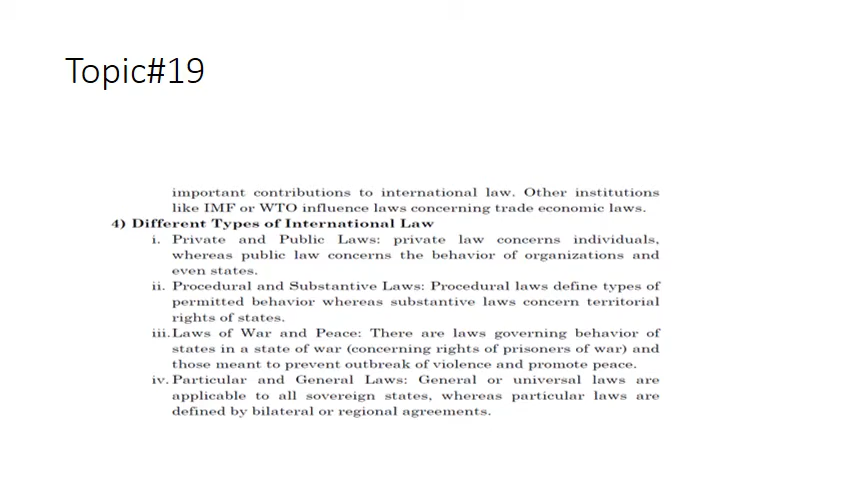 Topic#19
important contributions to international law. Other institutions
like IMF or WTO influence laws concerning trade economic laws.
4) Different Types of International Law
i. Private and Public Laws: private law concerns individuals,
whereas public law concerns the behavior of organizations and
even states.
ii. Procedural and Substantive Laws: Procedural laws define types of
permitted behavior whereas substantive laws concern territorial
rights of states.
iii. Laws of War and Peace: There are laws governing behavior of
states in a state of war (concerning rights of prisoners of war) and
those meant to prevent outbreak of violence and promote peace.
iv. Particular and General Laws: General or universal laws are
applicable to all sovereign states, whereas particular laws are
defined by bilateral or regional agreements.